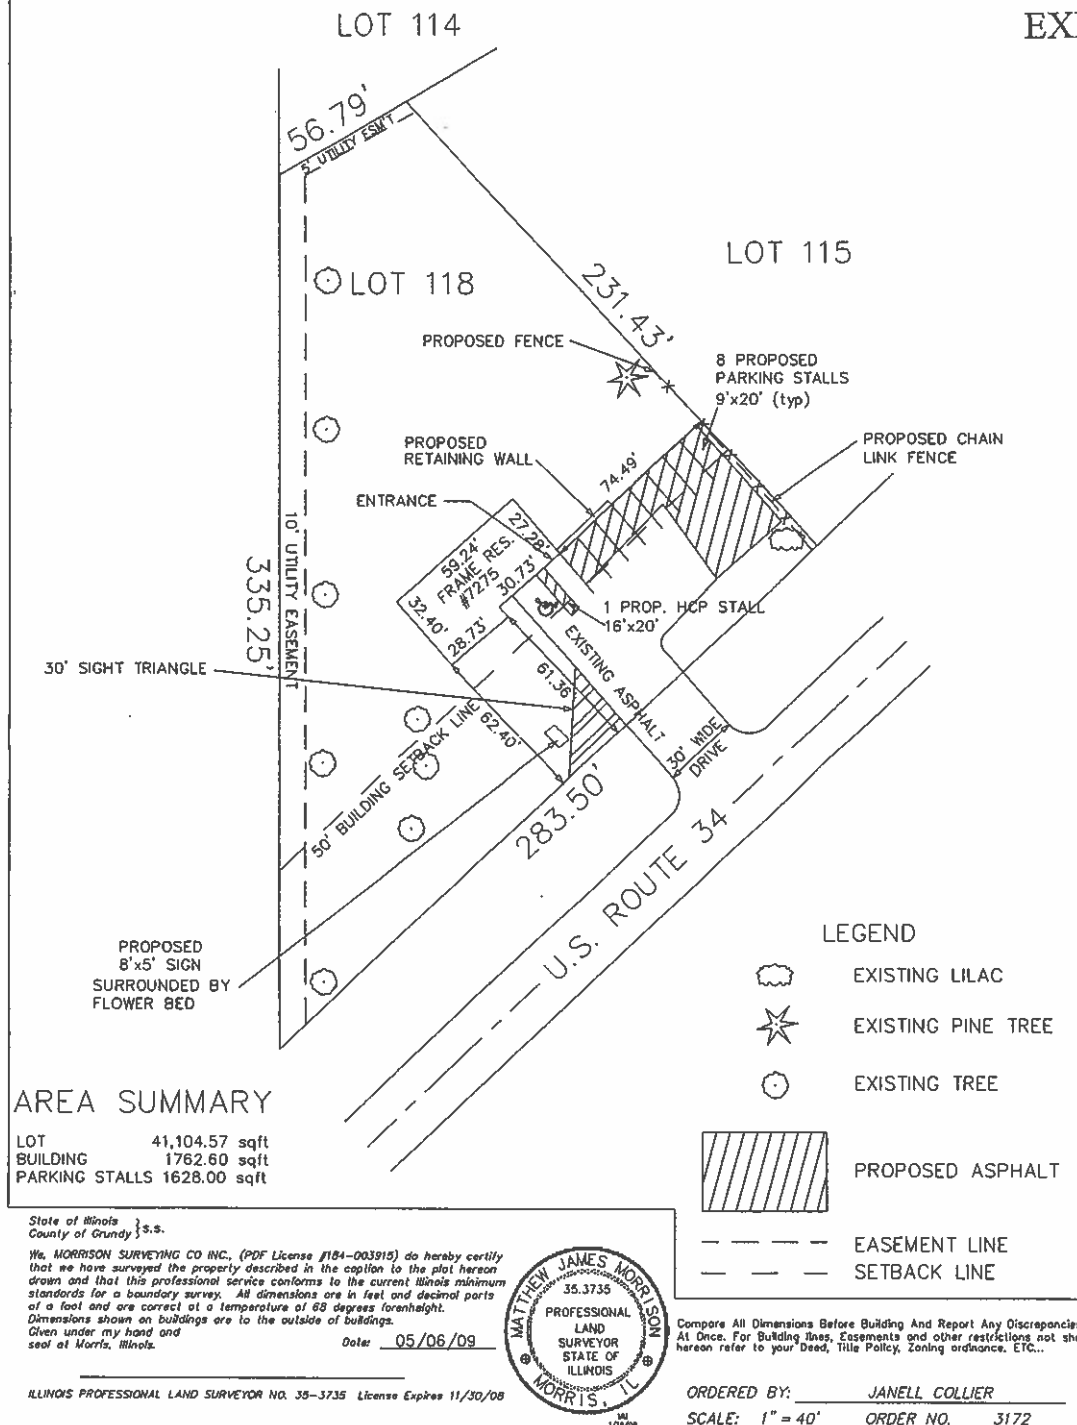 LOT 114
56.79'
5' UTILITY ESM'T
LOT 115
LOT 118
231.43'
PROPOSED FENCE
8 PROPOSED
PARKING STALLS
9'x20' (typ)
PROPOSED
RETAINING WALL
74.49'
PROPOSED CHAIN
LINK FENCE
ENTRANCE
27.28'
59.24'
FRAME RES.
#7275
30.73'
32.40'
28.73'
10' UTILITY EASEMENT
335.25'
1 PROP. HCP STALL
16'x20'
EXISTING ASPHALT
30' SIGHT TRIANGLE
61.36
62.40'
50' BUILDING SETBACK LINE
30' WIDE
DRIVE
283.50'
U.S. ROUTE 34
PROPOSED
8'x5' SIGN
SURROUNDED BY
FLOWER BED
LEGEND
EXISTING LILAC
EXISTING PINE TREE
EXISTING TREE
PROPOSED ASPHALT
EASEMENT LINE
SETBACK LINE
AREA SUMMARY
LOT 41,104.57 sqft
BUILDING 1762.60 sqft
PARKING STALLS 1628.00 sqft
State of Illinois
County of Grundy } s.s.
We, MORRISON SURVEYING CO INC., (PDF License #184-003915) do hereby certify
that we have surveyed the property described in the caption to the plat hereon
drawn and that this professional service conforms to the current Illinois minimum
standards for a boundary survey. All dimensions are in feet and decimal parts
of a foot and are correct at a temperature of 68 degrees farenhaight.
Dimensions shown on buildings are to the outside of buildings.
Given under my hand and
seal at Morris, Illinois.
Date: 05/06/09
ILLINOIS PROFESSIONAL LAND SURVEYOR NO. 35-3735 License Expires 11/30/08
MATTHEW JAMES MORRISON
35.3735
PROFESSIONAL
LAND
SURVEYOR
STATE OF
ILLINOIS
MORRIS, IL
Compare All Dimensions Before Building And Report Any
At Once. For Building lines, Easements and other restrictions not
hereon refer to your Deed, Title Policy, Zoning ordinance, ETC...
ORDERED BY: JANELL COLLIER
SCALE: 1" = 40' ORDER NO. 3172